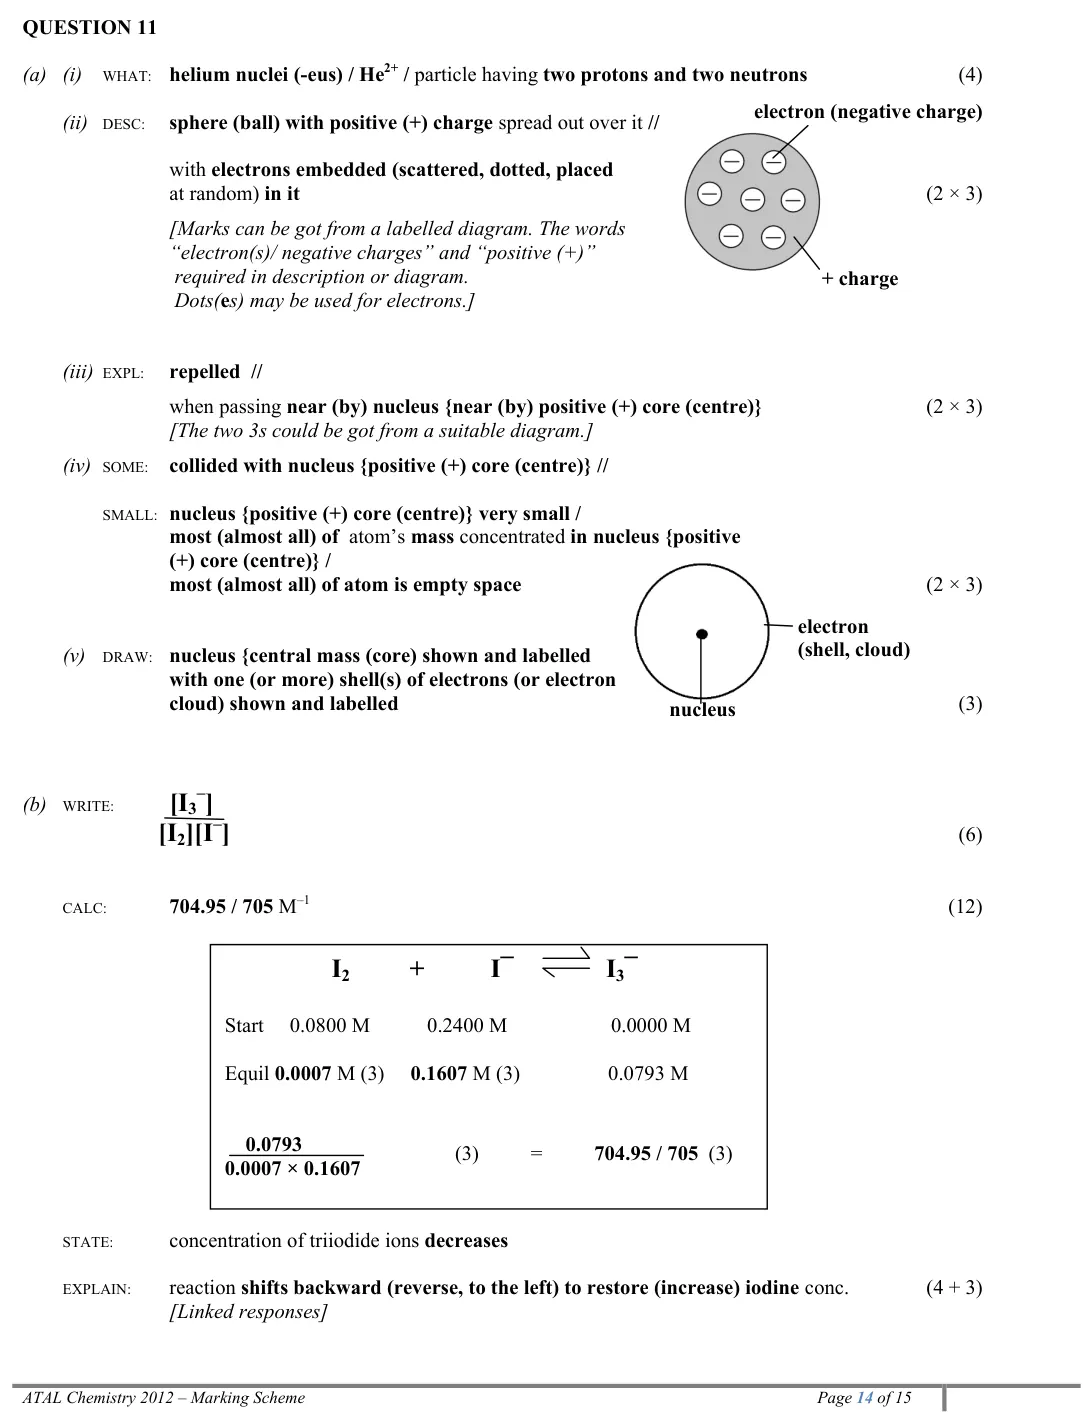 QUESTION 11
(a) (i) WHAT: helium nuclei (-eus) / He²⁺ / particle having two protons and two neutrons (4)
electron (negative charge)
(ii) DESC: sphere (ball) with positive (+) charge spread out over it //
with electrons embedded (scattered, dotted, placed
at random) in it (2 × 3)
[Marks can be got from a labelled diagram. The words
“electron(s)/ negative charges” and “positive (+)”
required in description or diagram.
Dots(es) may be used for electrons.]
+ charge
(iii) EXPL: repelled //
when passing near (by) nucleus {near (by) positive (+) core (centre)} (2 × 3)
[The two 3s could be got from a suitable diagram.]
(iv) SOME: collided with nucleus {positive (+) core (centre)} //
SMALL: nucleus {positive (+) core (centre)} very small /
most (almost all) of atom’s mass concentrated in nucleus {positive
(+) core (centre)} /
most (almost all) of atom is empty space (2 × 3)
electron
(shell, cloud)
(v) DRAW: nucleus {central mass (core) shown and labelled
with one (or more) shell(s) of electrons (or electron
cloud) shown and labelled (3)
nucleus
(b) WRITE: [I₃⁻]
[I₂][I⁻] (6)
CALC: 704.95 / 705 M⁻¹ (12)
I₂ + I⁻ ⇌ I₃⁻
Start 0.0800 M 0.2400 M 0.0000 M
Equil 0.0007 M (3) 0.1607 M (3) 0.0793 M
0.0793
0.0007 × 0.1607 (3) = 704.95 / 705 (3)
STATE: concentration of triiodide ions decreases
EXPLAIN: reaction shifts backward (reverse, to the left) to restore (increase) iodine conc. (4 + 3)
[Linked responses]
ATAL Chemistry 2012 – Marking Scheme Page 14 of 15